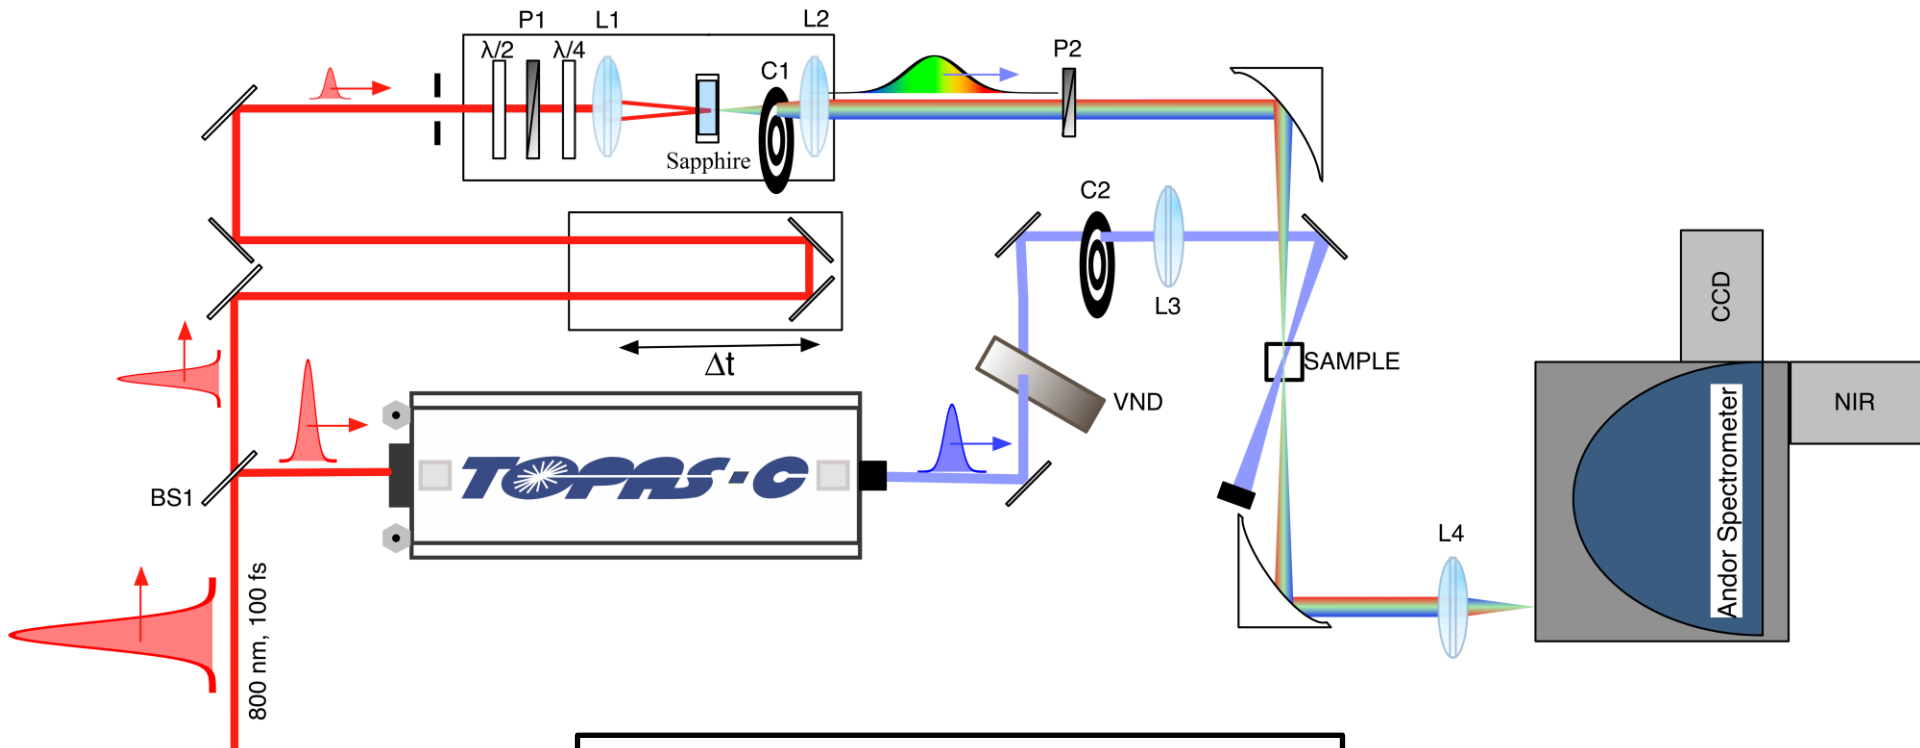 P1
L1
L2
λ/2
λ/4
C1
P2
Sapphire
C2
L3
Δt
SAMPLE
VND
CCD
NIR
Andor Spectrometer
TOPAS-C
BS1
L4
800 nm, 100 fs